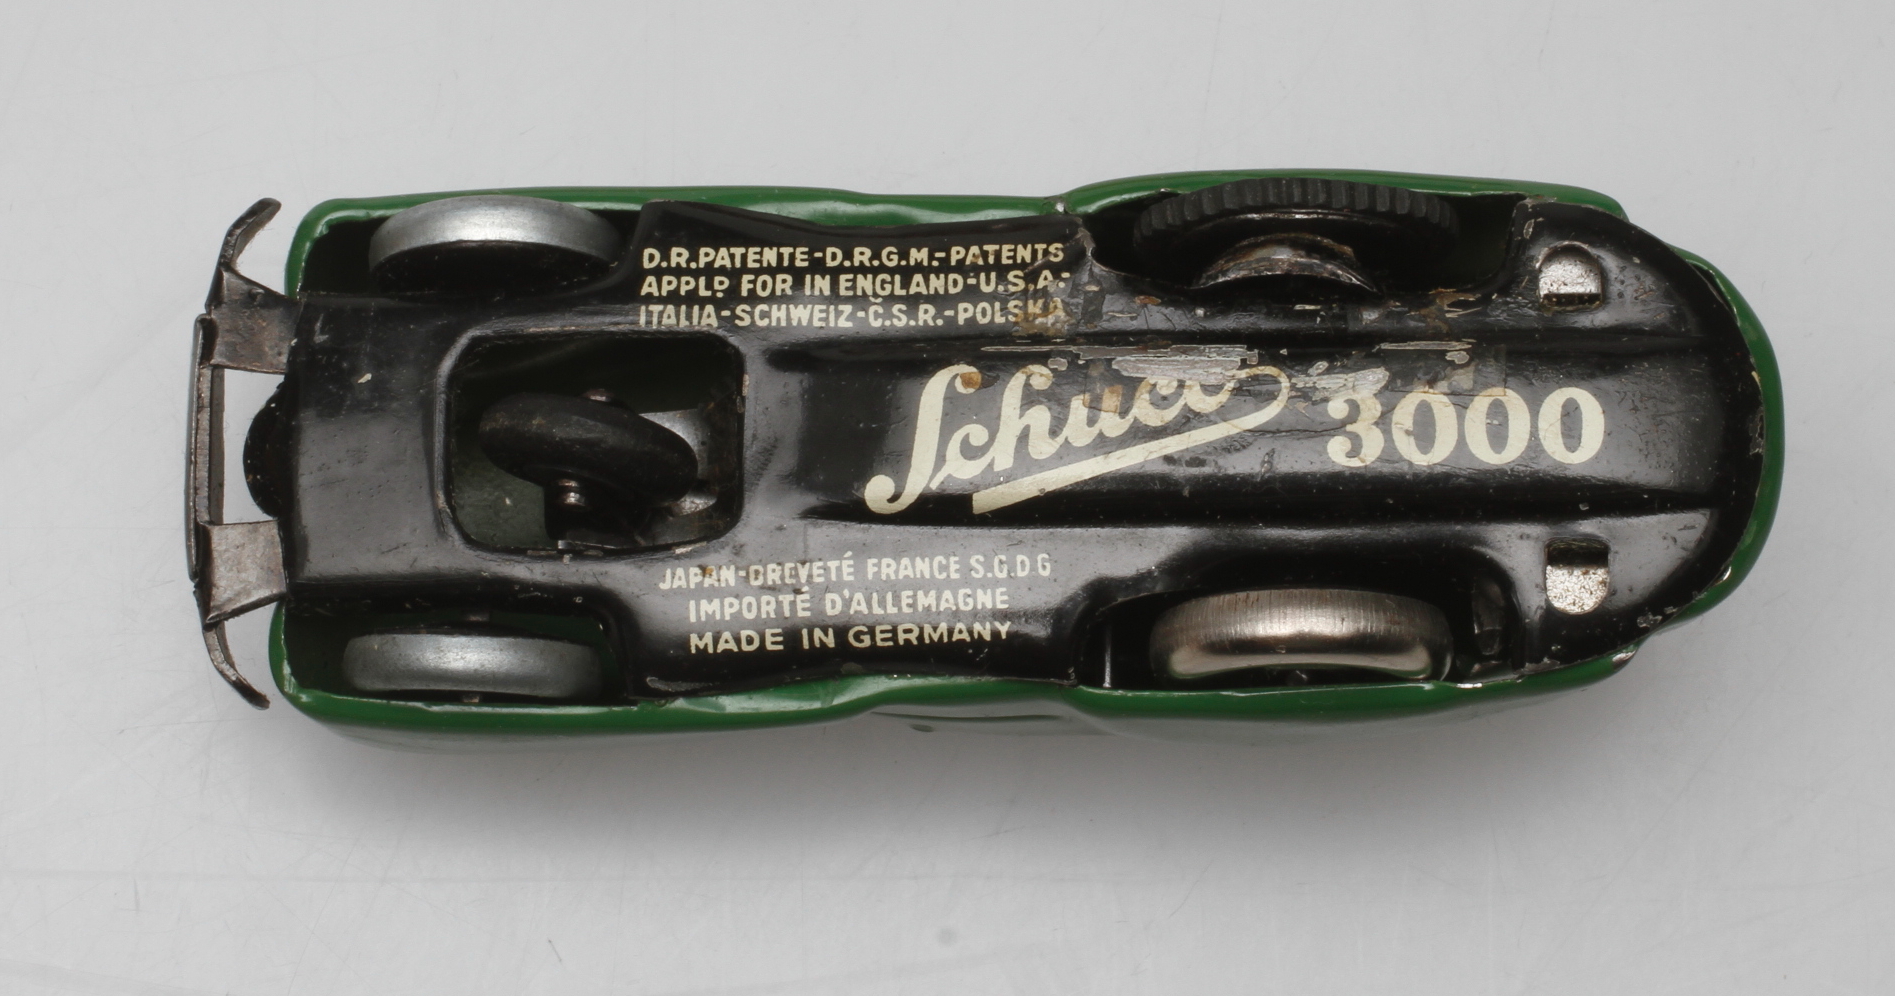 D.R.PATENTE-D.R.G.M.-PATENTS
APPLD FOR IN ENGLAND-U.S.A.-
ITALIA-SCHWEIZ-Č.S.R.-POLSKA
Schuco 3000
JAPAN-BREVETÉ FRANCE S.G.D G
IMPORTÉ D'ALLEMAGNE
MADE IN GERMANY